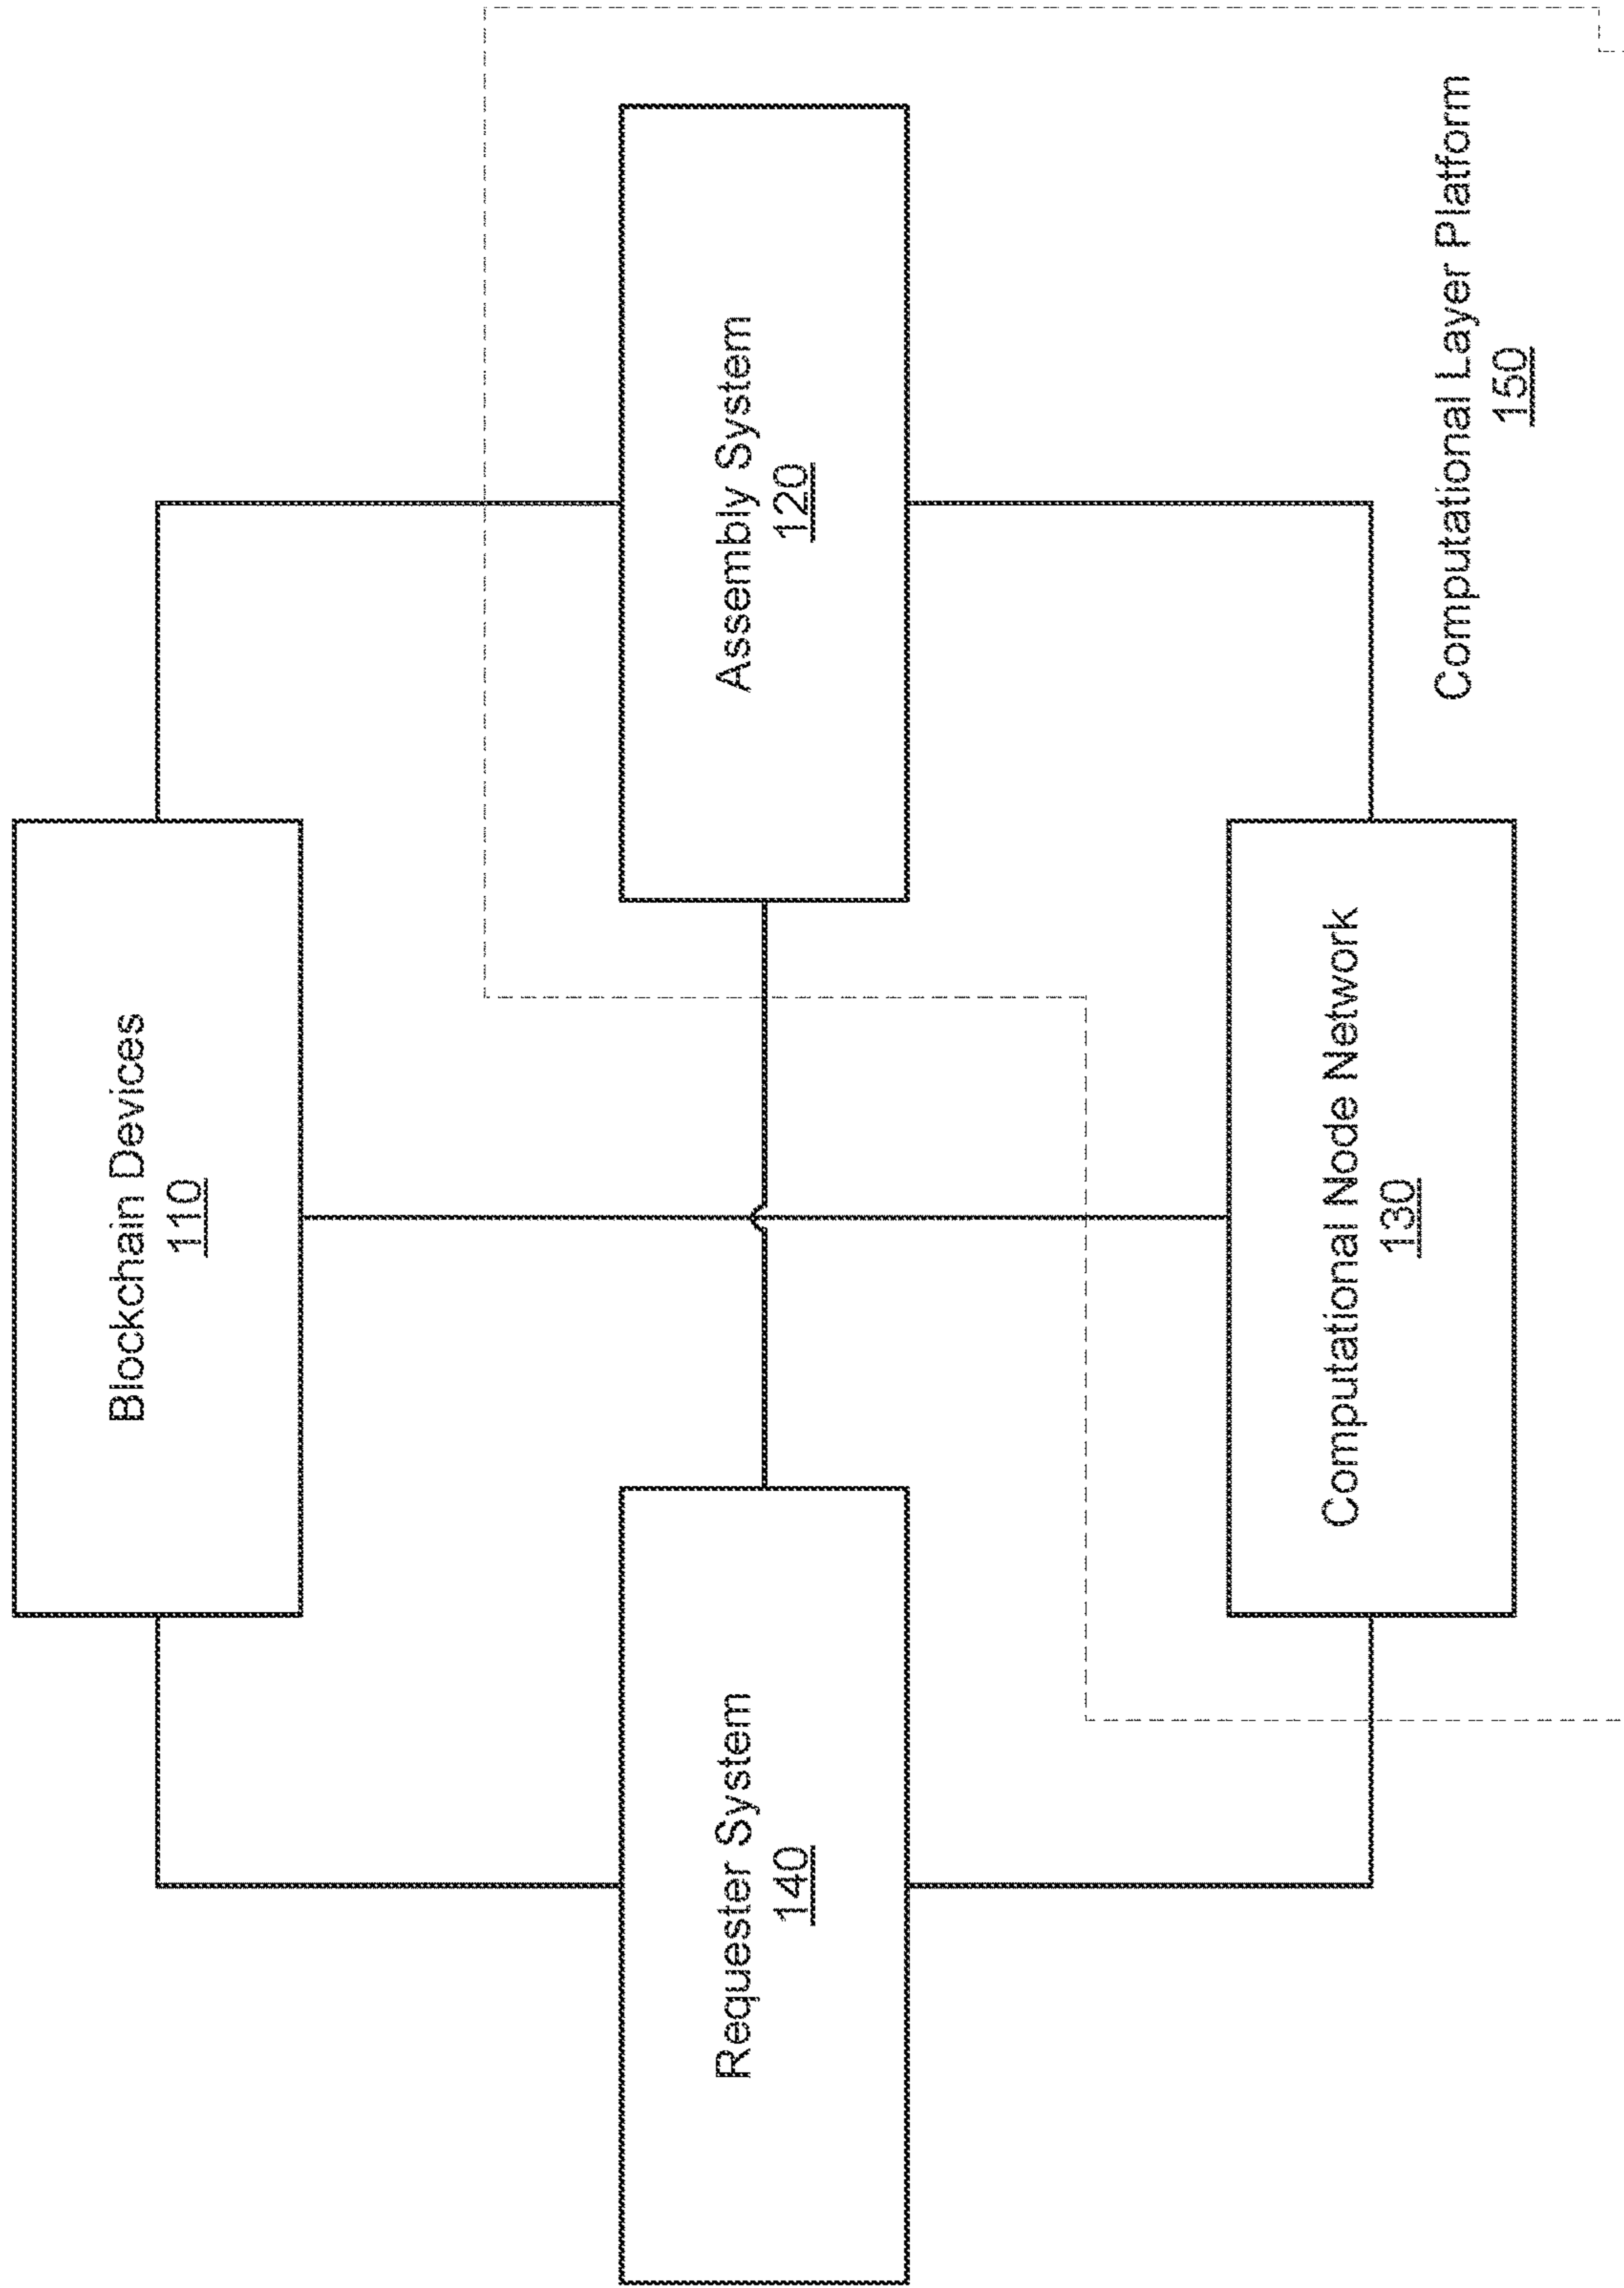 Blockchain Devices
110
Requester System
140
Assembly System
120
Computational Node Network
130
Computational Layer Platform
150